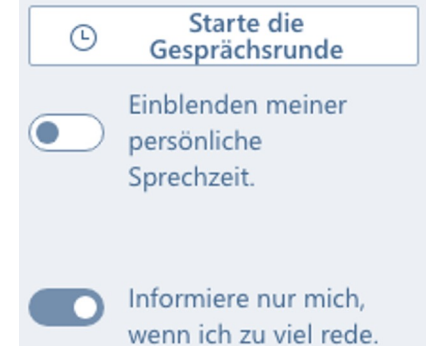 Starte die
Gesprächsrunde
Einblenden meiner
persönliche
Sprechzeit.
Informiere nur mich,
wenn ich zu viel rede.